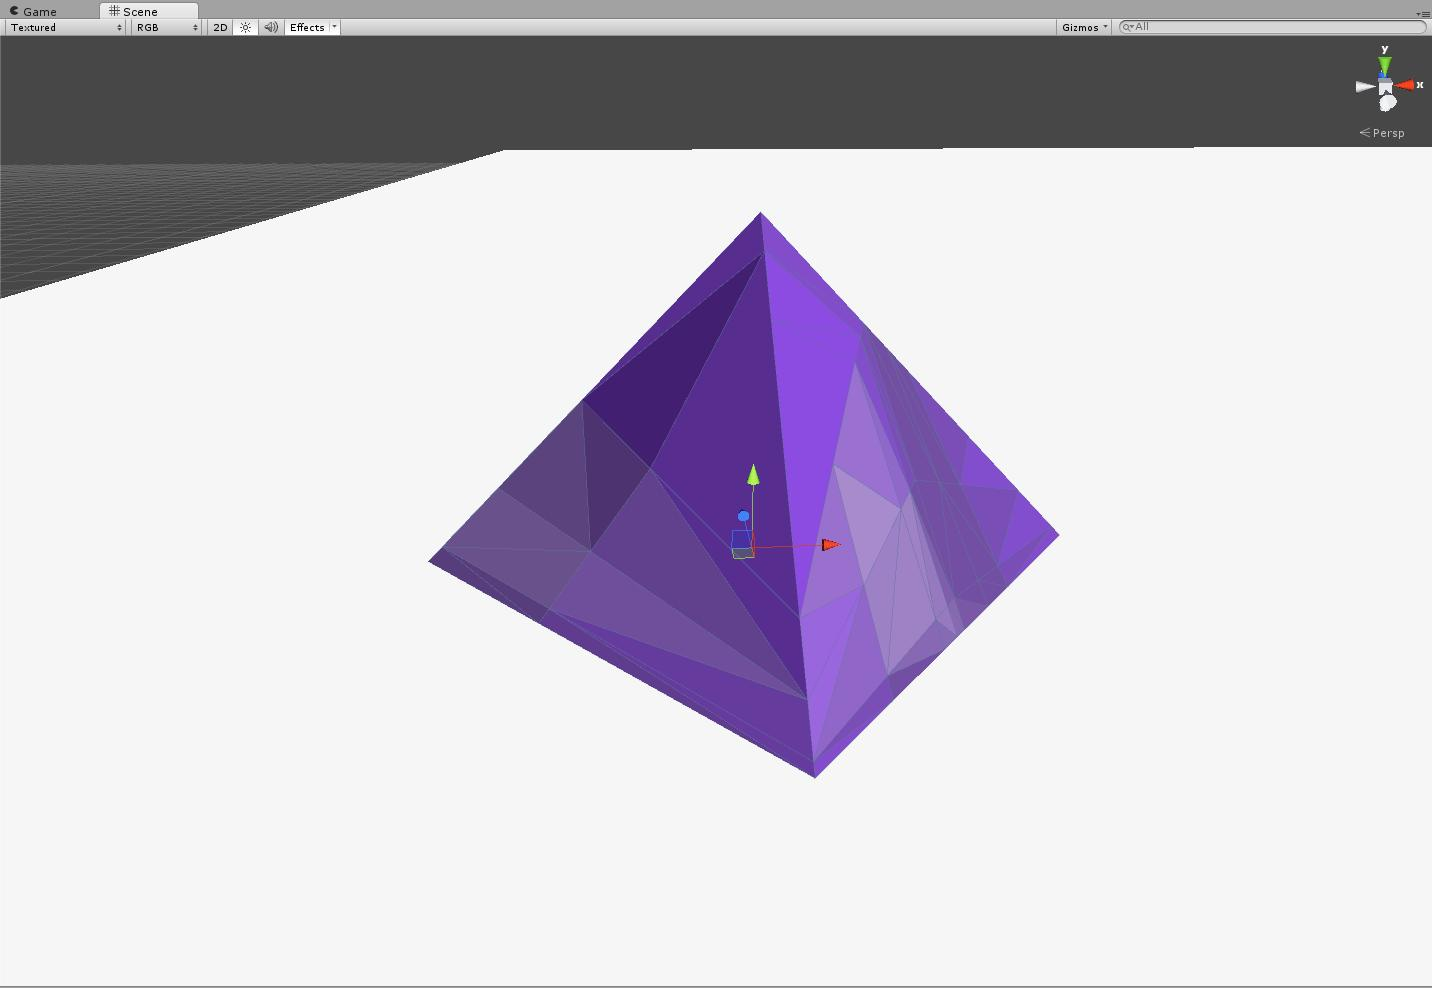 Game Scene
Textured RGB 2D Effects Gizmos All
y
x
Persp